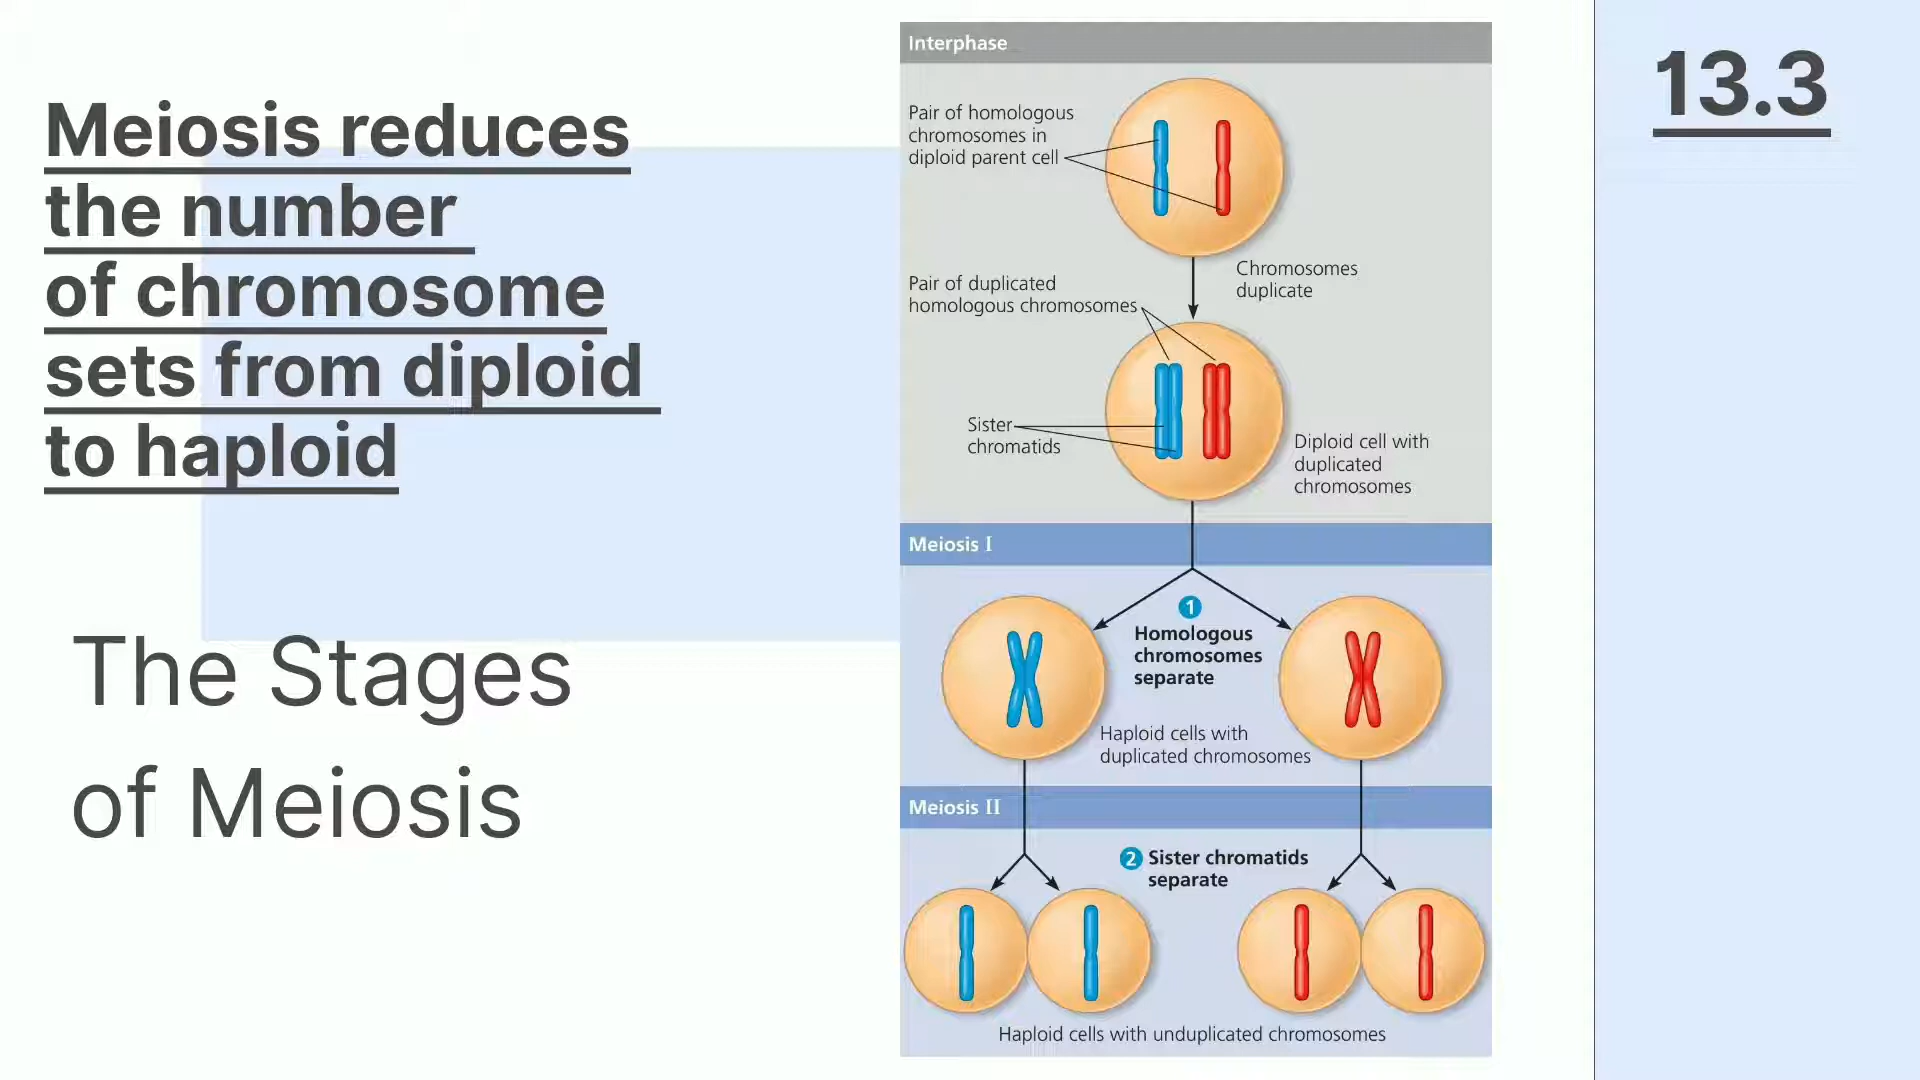 Meiosis reduces
the number
of chromosome
sets from diploid
to haploid
The Stages
of Meiosis
Interphase
Pair of homologous
chromosomes in
diploid parent cell
Chromosomes
duplicate
Pair of duplicated
homologous chromosomes
Sister
chromatids
Diploid cell with
duplicated
chromosomes
Meiosis I
1
Homologous
chromosomes
separate
Haploid cells with
duplicated chromosomes
Meiosis II
2 Sister chromatids
separate
Haploid cells with unduplicated chromosomes
13.3